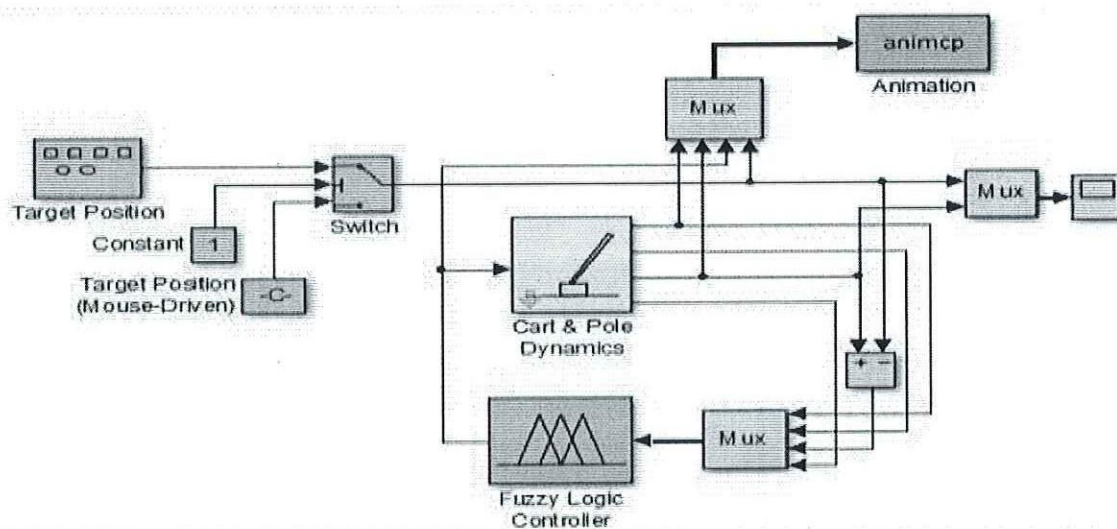 animcp
Animation
Mux
Target Position
Switch
Mux
Constant 1
Target Position
(Mouse-Driven)
-C-
Cart & Pole
Dynamics
+ -
Mux
Fuzzy Logic
Controller